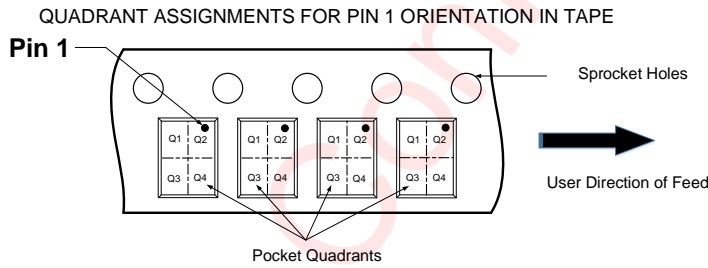 QUADRANT ASSIGNMENTS FOR PIN 1 ORIENTATION IN TAPE
Pin 1
Sprocket Holes
Q1 Q2 Q1 Q2 Q1 Q2 Q1 Q2
Q3 Q4 Q3 Q4 Q3 Q4 Q3 Q4
User Direction of Feed
Pocket Quadrants